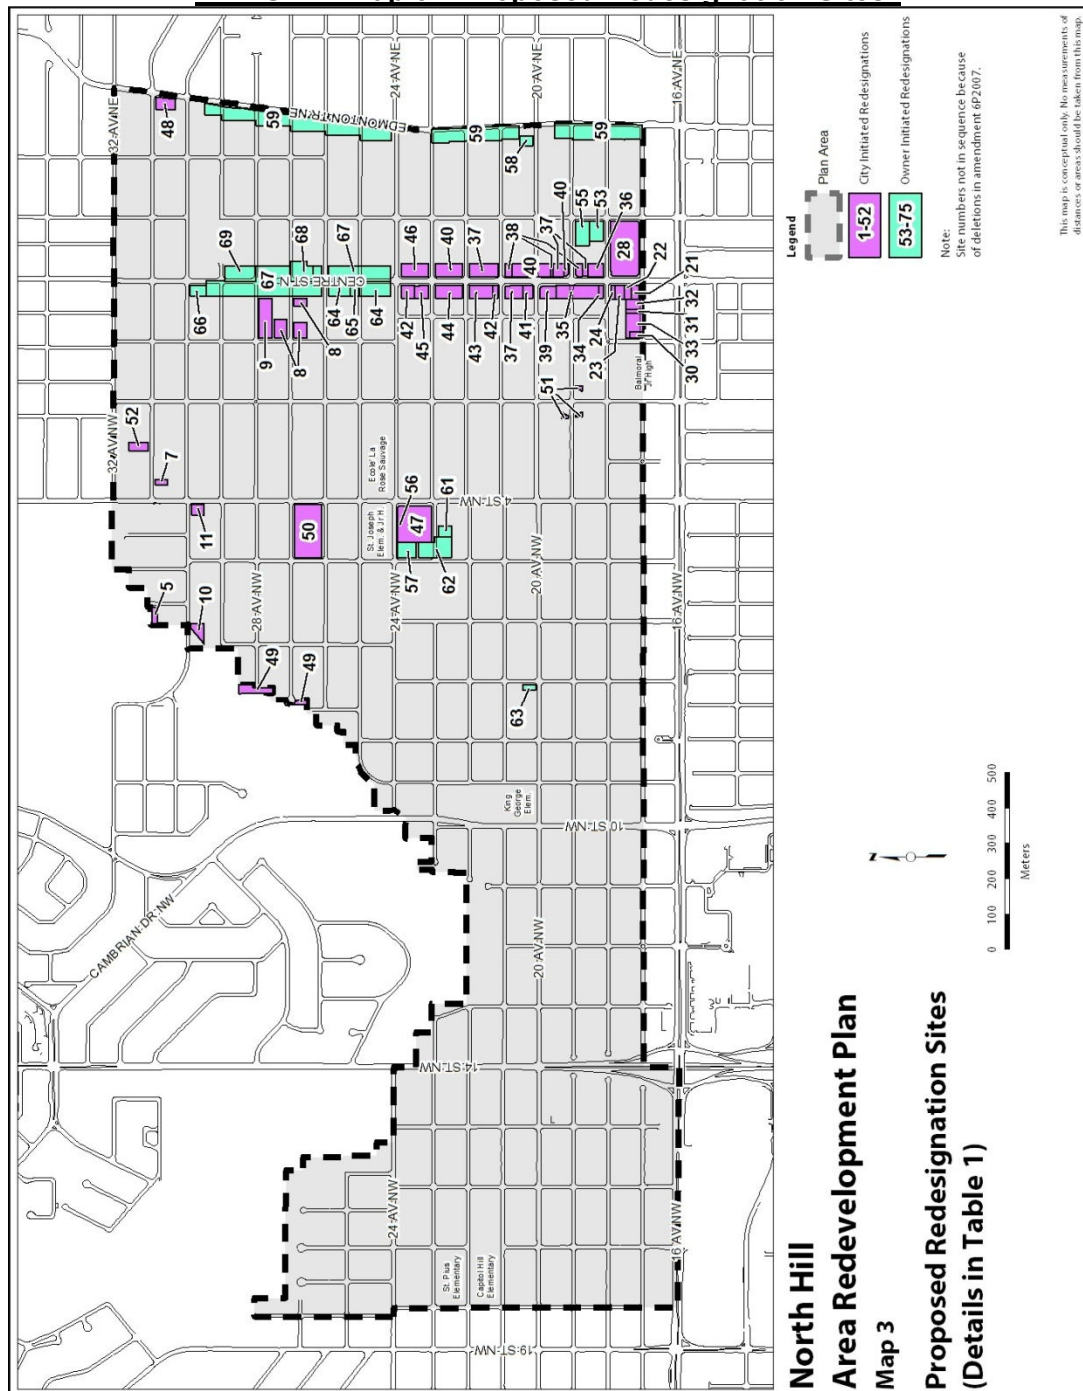 North Hill
Area Redevelopment Plan
Map 3
Proposed Redesignation Sites
(Details in Table 1)
Legend
Plan Area
1-52
City Initiated Redesignations
53-75
Owner Initiated Redesignations
Note:
Site numbers not in sequence because
of deletions in amendment 6P2007.
This map is conceptual only. No measurements of
distances or areas should be taken from this map.
N
0 100 200 300 400 500
Meters
19 ST NW
14 ST NW
10 ST NW
4 ST NW
CENTRE ST N
EDMONTON TR NE
CAMBRIAN DR NW
32 AV NW
32 AV NE
28 AV NW
24 AV NW
24 AV NW
24 AV NE
20 AV NW
20 AV NW
20 AV NE
16 AV NW
16 AV NW
16 AV NE
St. Pius
Elementary
Capitol Hill
Elementary
King
George
Elem.
St. Joseph
Elem. & Jr H.
Ecole' La
Rose Sauvage
Balmoral
Jr High
48
59
59
59
58
69
68
67
67
66
64
65
64
46
40
37
38
40
37
40
55
53
36
28
22
21
32
31
33
30
23
24
34
35
39
41
37
42
43
44
45
42
9
8
8
51
52
7
11
50
56
47
61
57
62
5
10
49
49
63